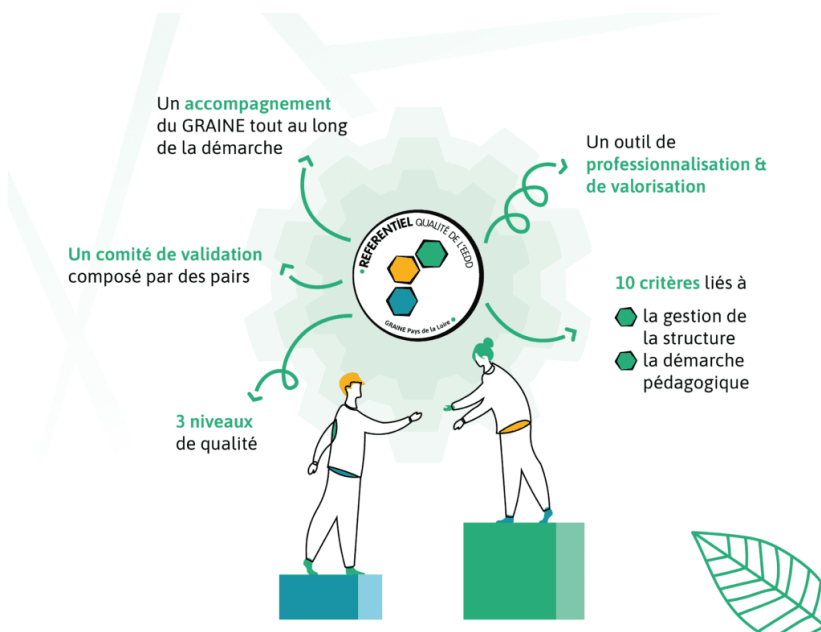 Un accompagnement
du GRAINE tout au long
de la démarche
Un outil de
professionnalisation &
de valorisation
Un comité de validation
composé par des pairs
RÉFÉRENTIEL QUALITÉ DE L'EEDD
GRAINE Pays de la Loire
10 critères liés à
la gestion de
la structure
la démarche
pédagogique
3 niveaux
de qualité